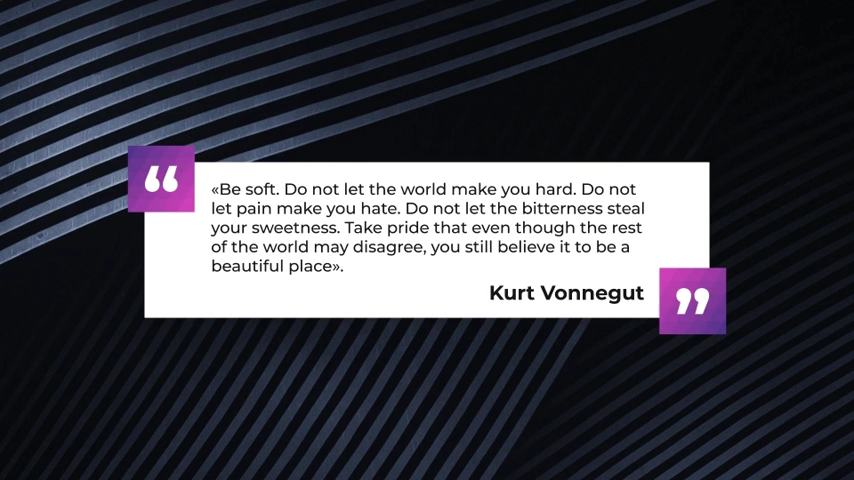 «Be soft. Do not let the world make you hard. Do not
let pain make you hate. Do not let the bitterness steal
your sweetness. Take pride that even though the rest
of the world may disagree, you still believe it to be a
beautiful place».
Kurt Vonnegut